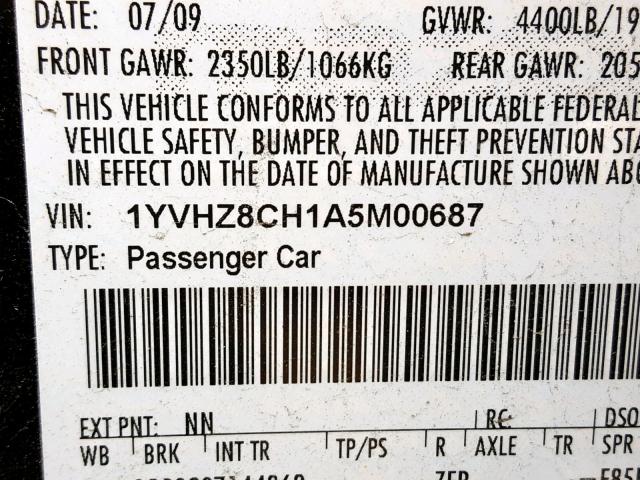 DATE: 07/09 GVWR: 4400LB/19
FRONT GAWR: 2350LB/1066KG REAR GAWR: 205
THIS VEHICLE CONFORMS TO ALL APPLICABLE FEDERAL
VEHICLE SAFETY, BUMPER, AND THEFT PREVENTION STA
IN EFFECT ON THE DATE OF MANUFACTURE SHOWN ABO
VIN: 1YVHZ8CH1A5M00687
TYPE: Passenger Car
EXT PNT: NN RC: DSO
WB BRK INT TR TP/PS R AXLE TR SPR